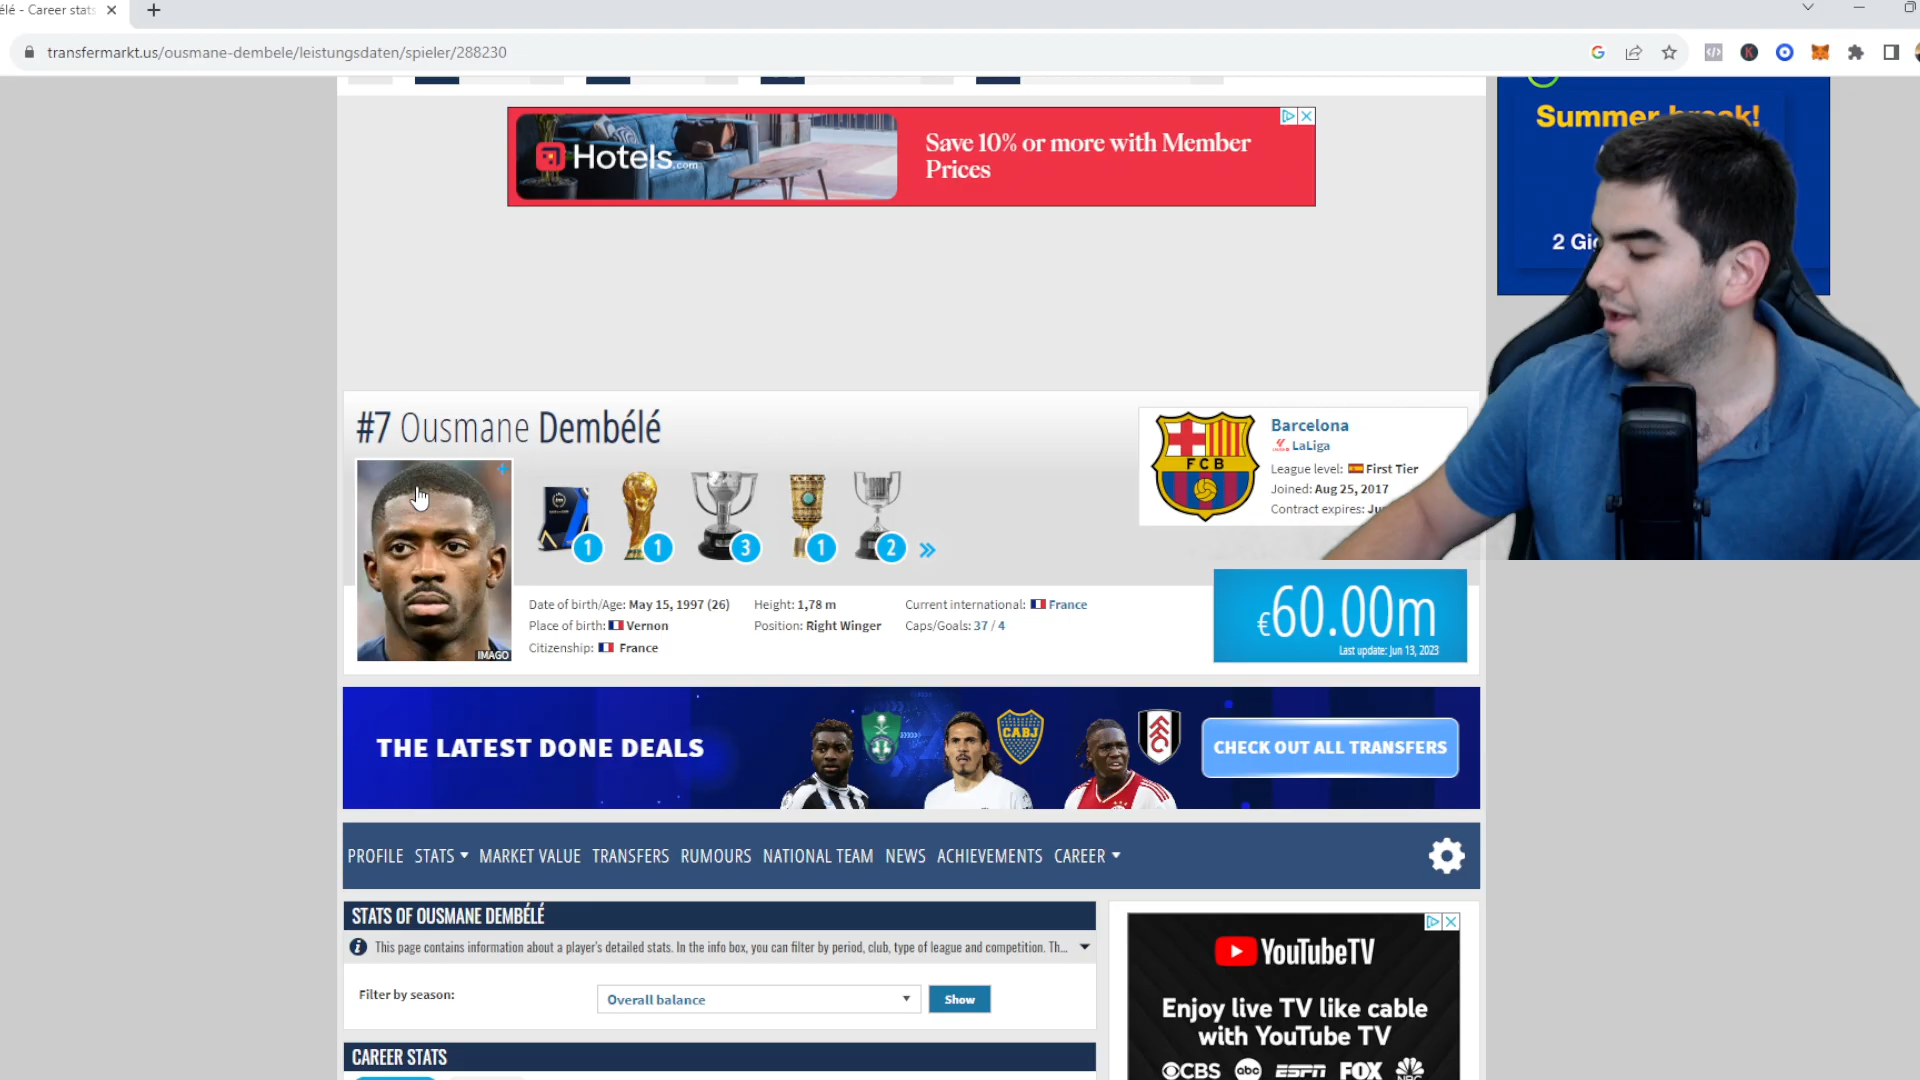 élé - Career stats
transfermarkt.us/ousmane-dembele/leistungsdaten/spieler/288230
Hotels.com
Save 10% or more with Member
Prices
Summer
2
#7 Ousmane Dembélé
IMAGO
1
1
3
1
2
Barcelona
LaLiga
League level: First Tier
Joined: Aug 25, 2017
Contract expires:
FCB
Date of birth/Age: May 15, 1997 (26)
Place of birth: Vernon
Citizenship: France
Height: 1,78 m
Position: Right Winger
Current international: France
Caps/Goals: 37 / 4
€60.00m
Last update: Jun 13, 2023
THE LATEST DONE DEALS
CABJ
CHECK OUT ALL TRANSFERS
PROFILE STATS MARKET VALUE TRANSFERS RUMOURS NATIONAL TEAM NEWS ACHIEVEMENTS CAREER
STATS OF OUSMANE DEMBÉLÉ
This page contains information about a player's detailed stats. In the info box, you can filter by period, club, type of league and competition. Th...
Filter by season:
Overall balance
Show
CAREER STATS
YouTubeTV
Enjoy live TV like cable
with YouTube TV
CBS abc ESPN FOX NBC